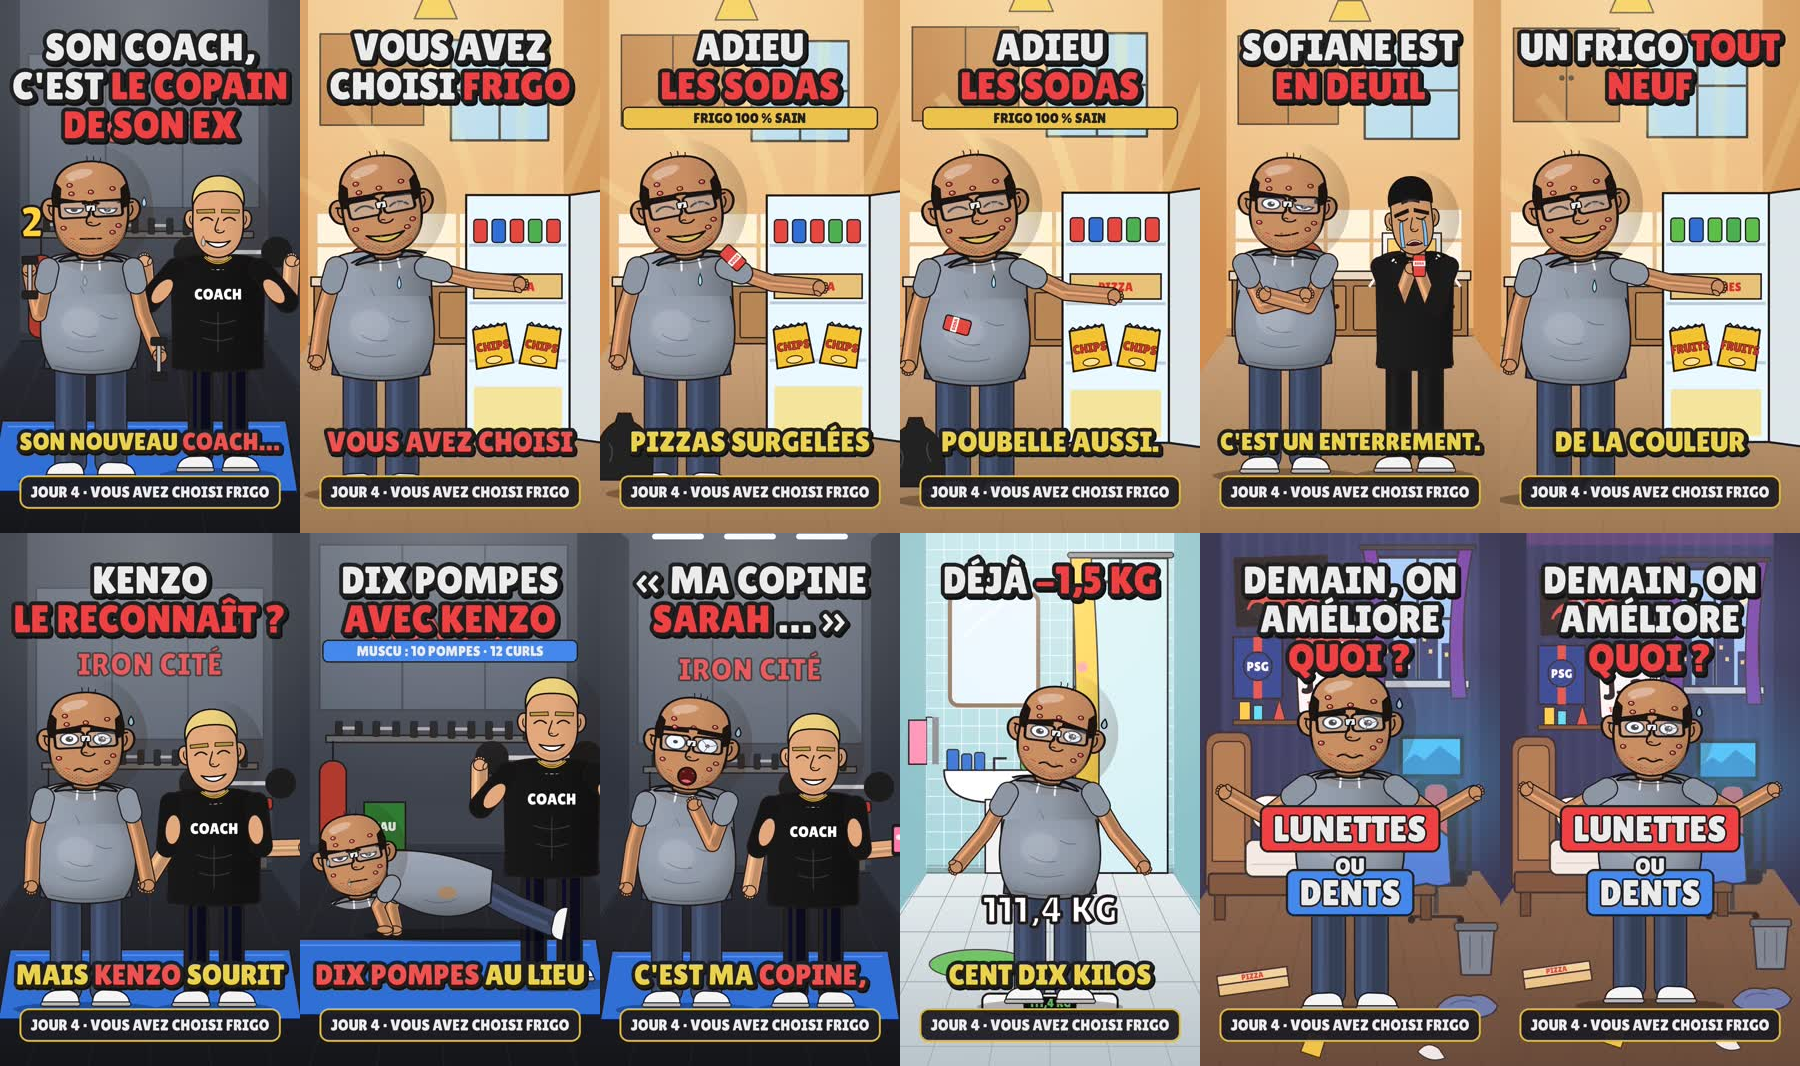 SON COACH,
C'EST LE COPAIN
DE SON EX
2
COACH
SON NOUVEAU COACH...
JOUR 4 · VOUS AVEZ CHOISI FRIGO
VOUS AVEZ
CHOISI FRIGO
A
CHIPS CHIPS
VOUS AVEZ CHOISI
JOUR 4 · VOUS AVEZ CHOISI FRIGO
ADIEU
LES SODAS
FRIGO 100 % SAIN
A
CHIPS CHIPS
PIZZAS SURGELÉES
JOUR 4 · VOUS AVEZ CHOISI FRIGO
ADIEU
LES SODAS
FRIGO 100 % SAIN
PIZZA
CHIPS CHIPS
POUBELLE AUSSI.
JOUR 4 · VOUS AVEZ CHOISI FRIGO
SOFIANE EST
EN DEUIL
C'EST UN ENTERREMENT.
JOUR 4 · VOUS AVEZ CHOISI FRIGO
UN FRIGO TOUT
NEUF
ES
FRUITS FRUITS
DE LA COULEUR
JOUR 4 · VOUS AVEZ CHOISI FRIGO
KENZO
LE RECONNAÎT ?
IRON CITÉ
COACH
MAIS KENZO SOURIT
JOUR 4 · VOUS AVEZ CHOISI FRIGO
DIX POMPES
AVEC KENZO
MUSCU : 10 POMPES · 12 CURLS
COACH
AU
DIX POMPES AU LIEU
JOUR 4 · VOUS AVEZ CHOISI FRIGO
« MA COPINE
SARAH ... »
IRON CITÉ
COACH
C'EST MA COPINE,
JOUR 4 · VOUS AVEZ CHOISI FRIGO
DÉJÀ –1,5 KG
111,4 KG
CENT DIX KILOS
111,4 KG
JOUR 4 · VOUS AVEZ CHOISI FRIGO
DEMAIN, ON
AMÉLIORE
QUOI ?
PSG
LUNETTES
OU
DENTS
PIZZA
JOUR 4 · VOUS AVEZ CHOISI FRIGO
DEMAIN, ON
AMÉLIORE
QUOI ?
PSG
LUNETTES
OU
DENTS
PIZZA
JOUR 4 · VOUS AVEZ CHOISI FRIGO